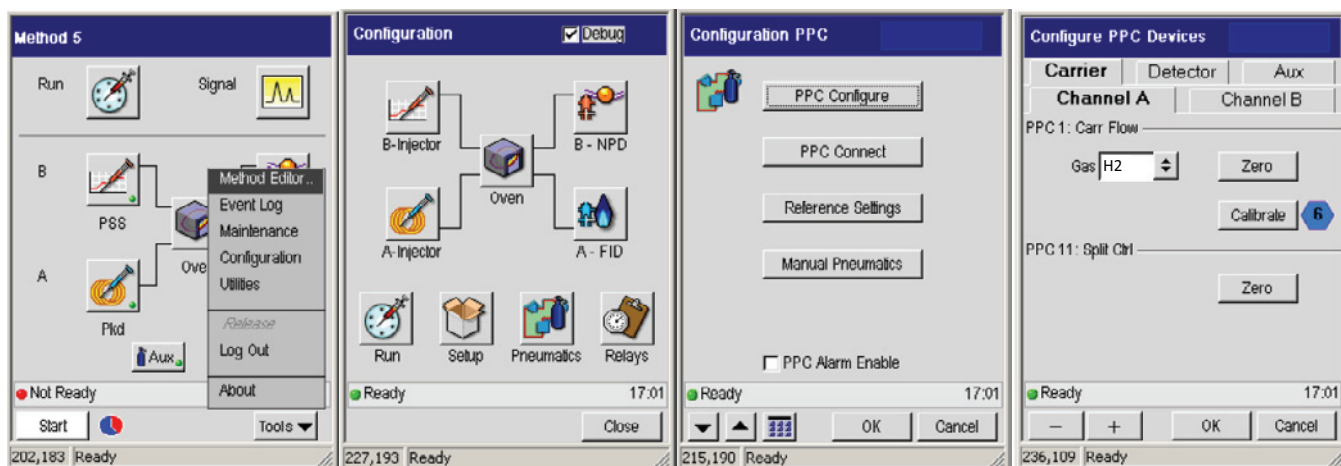 Method 5
Run
Signal
B
PSS
A
Ove
Pkd
Aux
Method Editor..
Event Log
Maintenance
Configuration
Utilities
Release
Log Out
About
Not Ready
Start
Tools
202,183 Ready
Configuration
Debug
B-Injector
B - NPD
Oven
A-Injector
A - FID
Run
Setup
Pneumatics
Relays
Ready 17:01
Close
227,193 Ready
Configuration PPC
PPC Configure
PPC Connect
Reference Settings
Manual Pneumatics
PPC Alarm Enable
Ready 17:01
OK Cancel
215,190 Ready
Configure PPC Devices
Carrier Detector Aux
Channel A Channel B
PPC 1: Carr Flow
Gas H2 Zero
Calibrate 6
PPC 11: Split Ctrl
Zero
Ready 17:01
− + OK Cancel
236,109 Ready